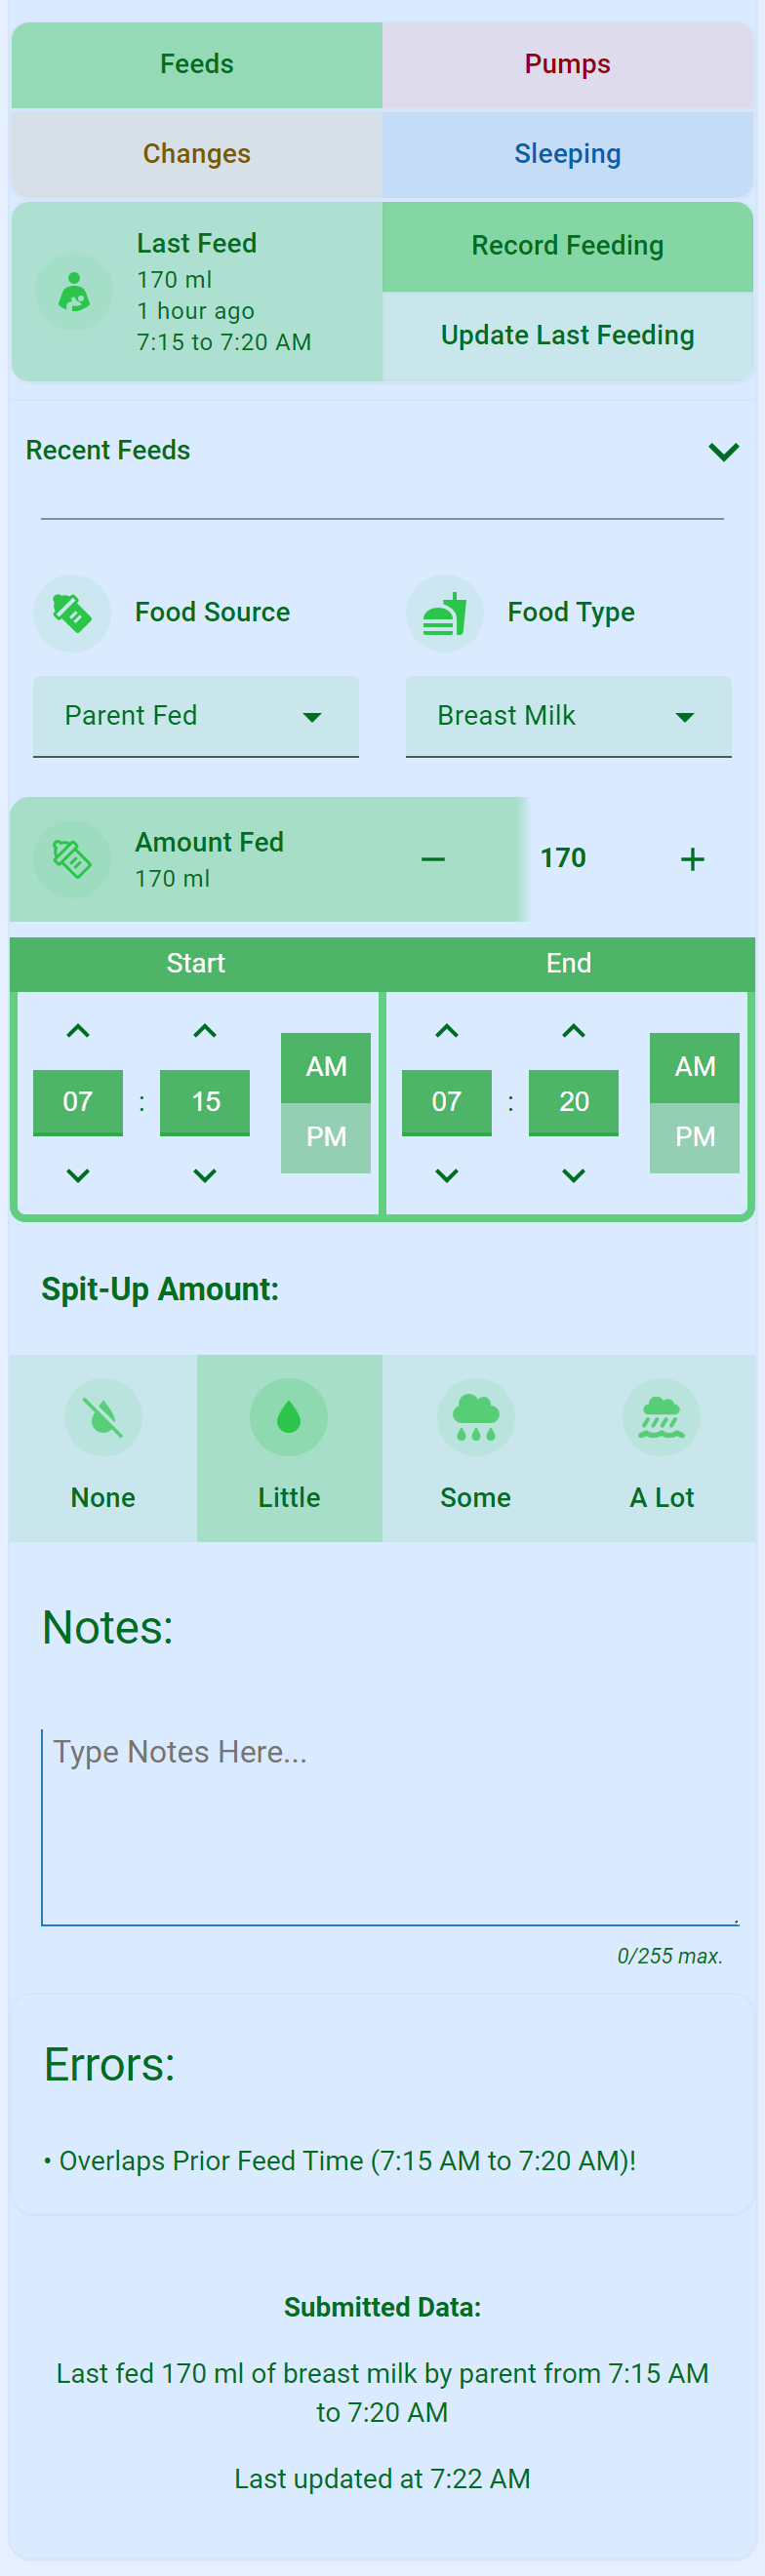 Feeds
Pumps
Changes
Sleeping
Last Feed
170 ml
1 hour ago
7:15 to 7:20 AM
Record Feeding
Update Last Feeding
Recent Feeds
Food Source
Food Type
Parent Fed
Breast Milk
Amount Fed
170 ml
170
Start
End
07 : 15
AM
PM
07 : 20
AM
PM
Spit-Up Amount:
None
Little
Some
A Lot
Notes:
Type Notes Here...
0/255 max.
Errors:
• Overlaps Prior Feed Time (7:15 AM to 7:20 AM)!
Submitted Data:
Last fed 170 ml of breast milk by parent from 7:15 AM
to 7:20 AM
Last updated at 7:22 AM